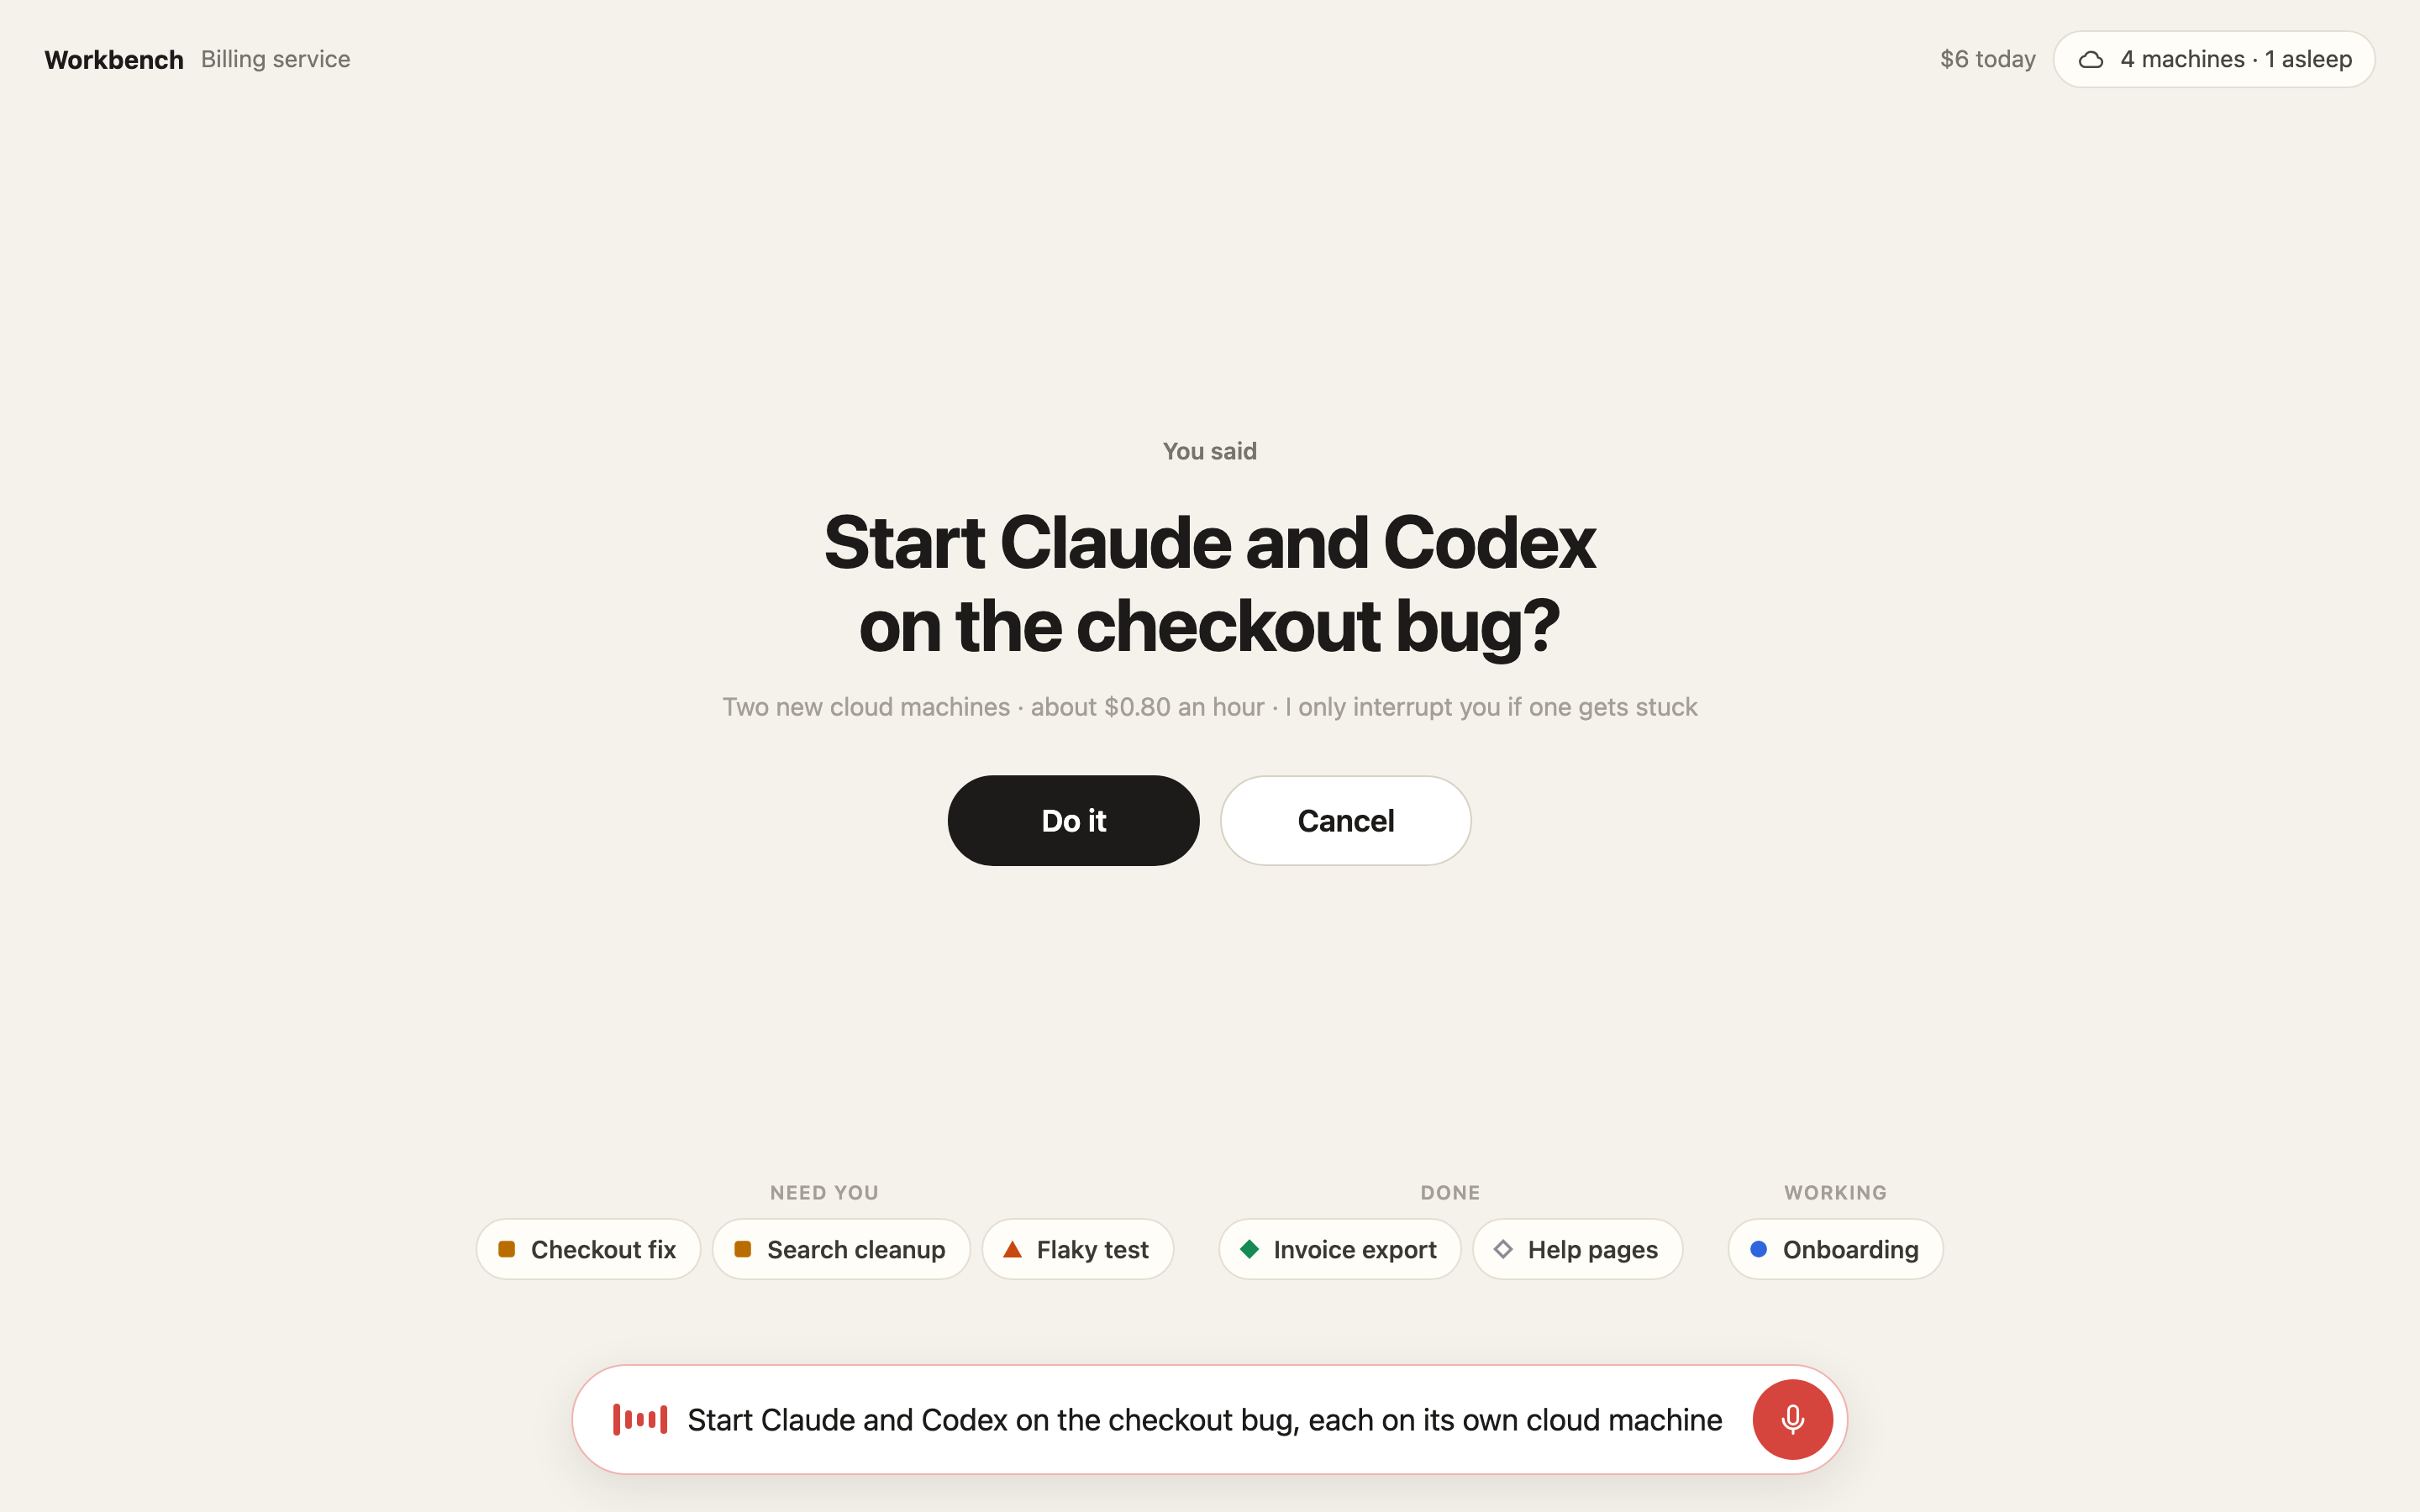 Workbench Billing service
$6 today
4 machines · 1 asleep
You said
Start Claude and Codex
on the checkout bug?
Two new cloud machines · about $0.80 an hour · I only interrupt you if one gets stuck
Do it
Cancel
NEED YOU
Checkout fix
Search cleanup
Flaky test
DONE
Invoice export
Help pages
WORKING
Onboarding
Start Claude and Codex on the checkout bug, each on its own cloud machine